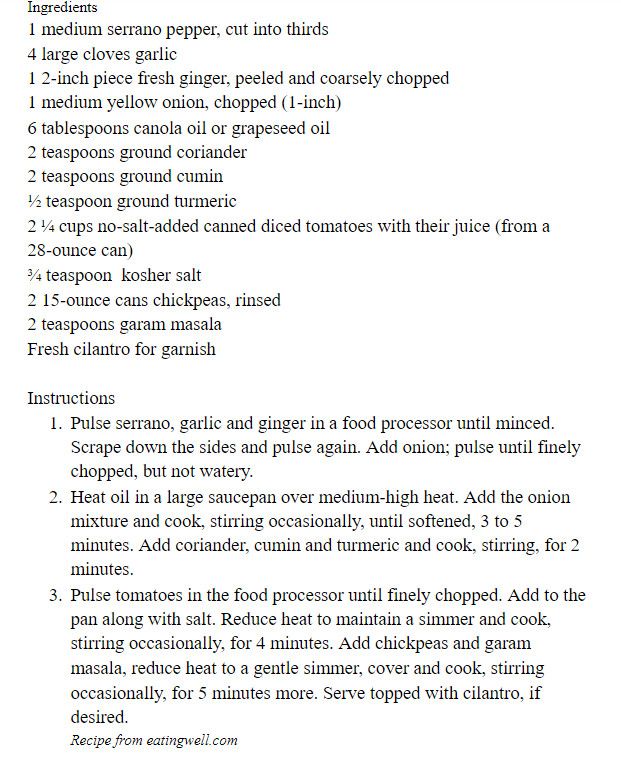 Ingredients
1 medium serrano pepper, cut into thirds
4 large cloves garlic
1 2-inch piece fresh ginger, peeled and coarsely chopped
1 medium yellow onion, chopped (1-inch)
6 tablespoons canola oil or grapeseed oil
2 teaspoons ground coriander
2 teaspoons ground cumin
½ teaspoon ground turmeric
2 ¼ cups no-salt-added canned diced tomatoes with their juice (from a
28-ounce can)
¾ teaspoon  kosher salt
2 15-ounce cans chickpeas, rinsed
2 teaspoons garam masala
Fresh cilantro for garnish
Instructions
1. Pulse serrano, garlic and ginger in a food processor until minced.
Scrape down the sides and pulse again. Add onion; pulse until finely
chopped, but not watery.
2. Heat oil in a large saucepan over medium-high heat. Add the onion
mixture and cook, stirring occasionally, until softened, 3 to 5
minutes. Add coriander, cumin and turmeric and cook, stirring, for 2
minutes.
3. Pulse tomatoes in the food processor until finely chopped. Add to the
pan along with salt. Reduce heat to maintain a simmer and cook,
stirring occasionally, for 4 minutes. Add chickpeas and garam
masala, reduce heat to a gentle simmer, cover and cook, stirring
occasionally, for 5 minutes more. Serve topped with cilantro, if
desired.
Recipe from eatingwell.com